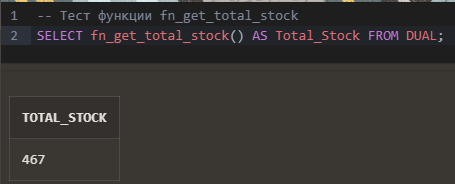 1 -- Тест функции fn_get_total_stock
2 SELECT fn_get_total_stock() AS Total_Stock FROM DUAL;
TOTAL_STOCK
467